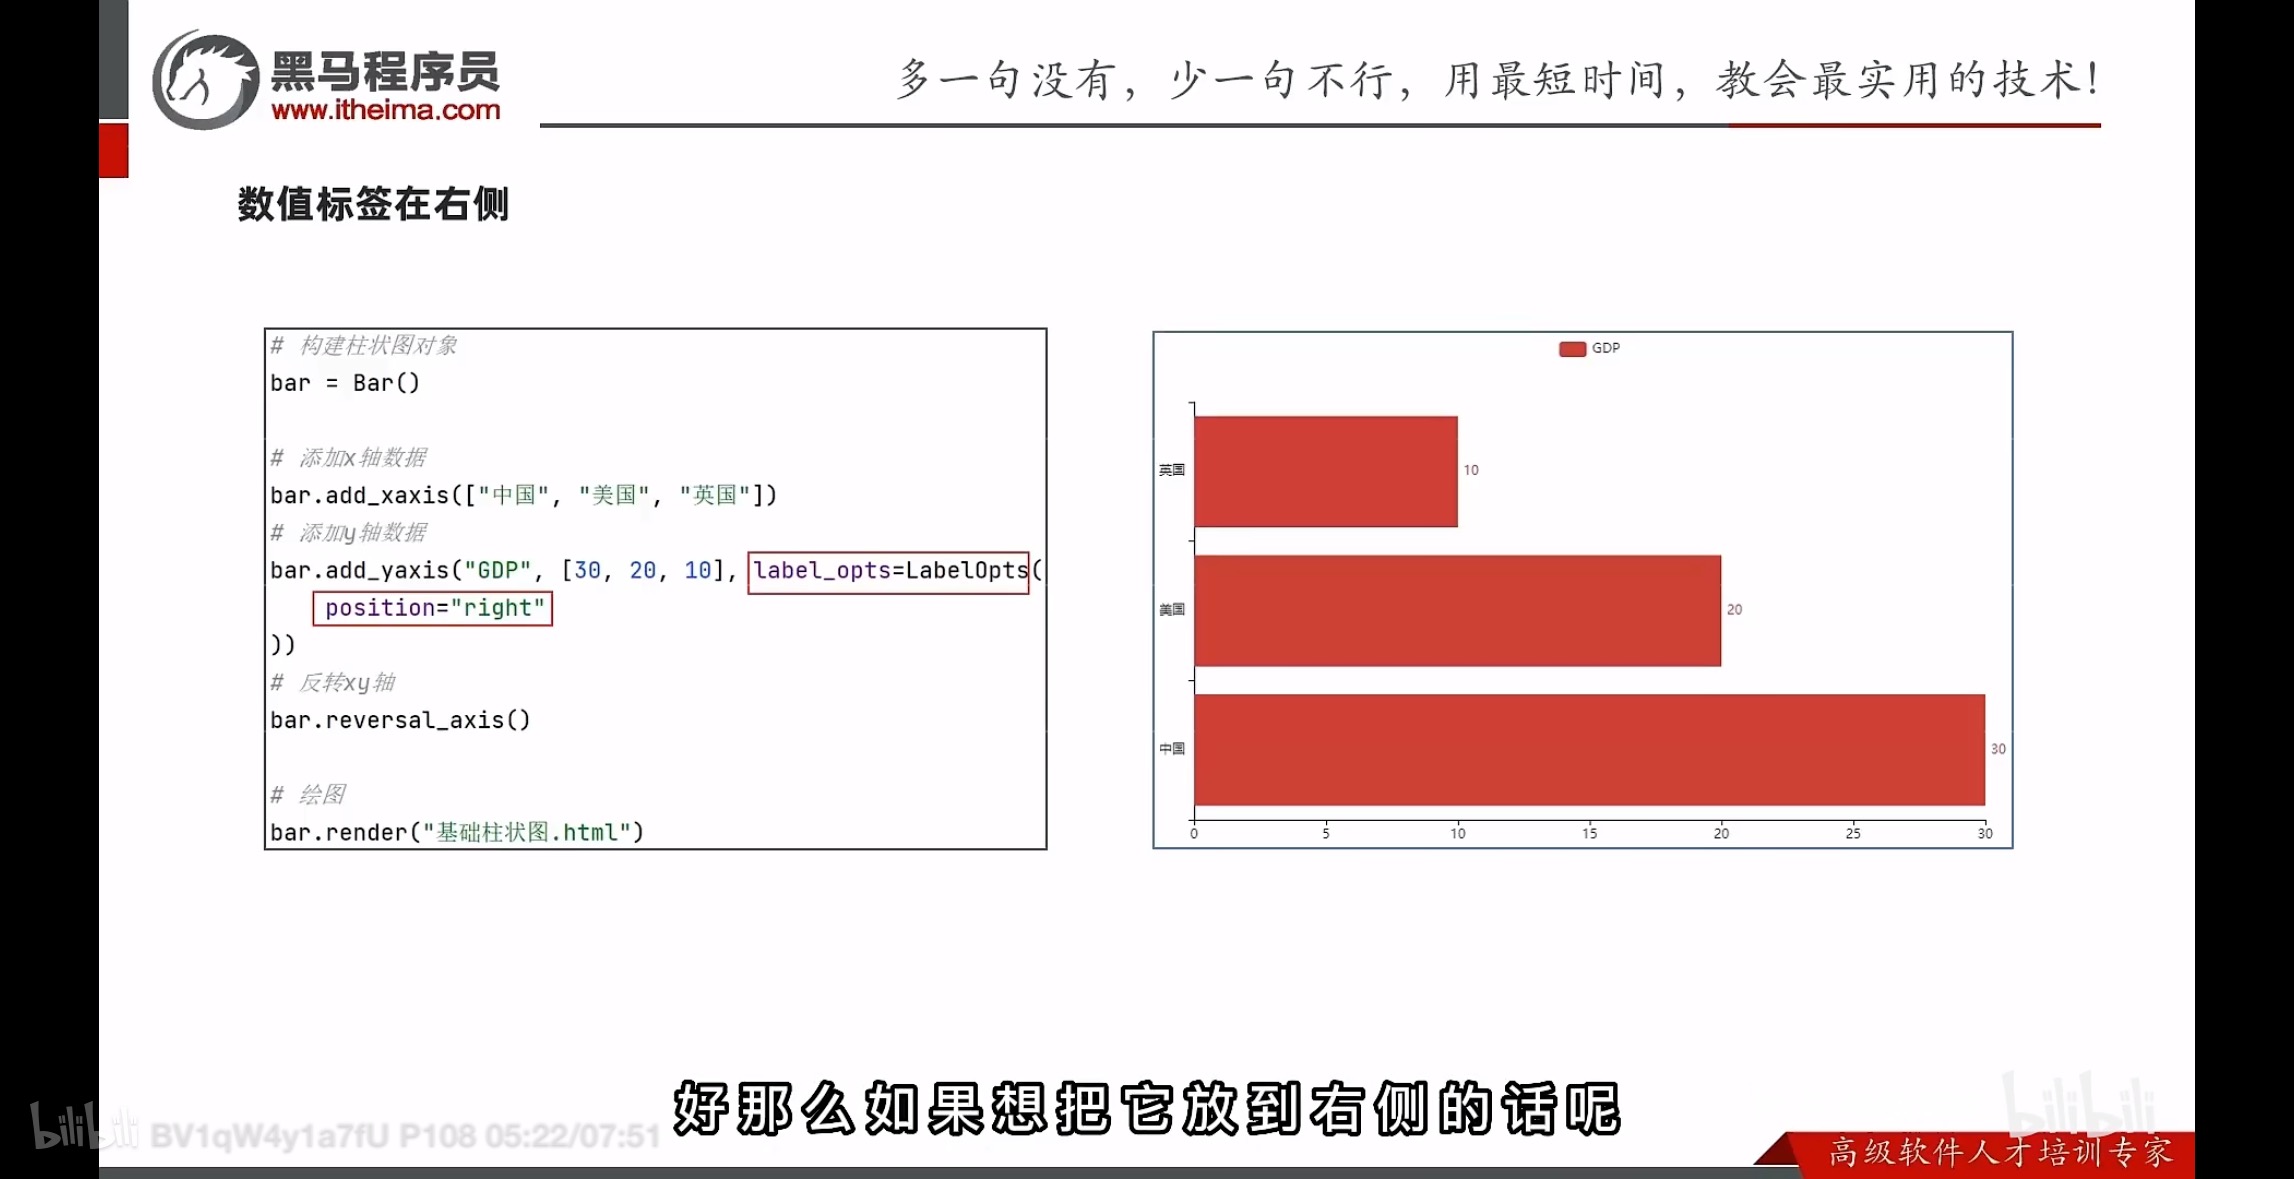 黑马程序员
www.itheima.com
多一句没有，少一句不行，用最短时间，教会最实用的技术！
数值标签在右侧
# 构建柱状图对象
bar = Bar()
# 添加x轴数据
bar.add_xaxis(["中国", "美国", "英国"])
# 添加y轴数据
bar.add_yaxis("GDP", [30, 20, 10], label_opts=LabelOpts(
position="right"
))
# 反转xy轴
bar.reversal_axis()
# 绘图
bar.render("基础柱状图.html")
GDP
英国 10
美国 20
中国 30
0 5 10 15 20 25 30
好那么如果想把它放到右侧的话呢
bilibili BV1qW4y1a7fU P108 05:22/07:51
bilibili
高级软件人才培训专家